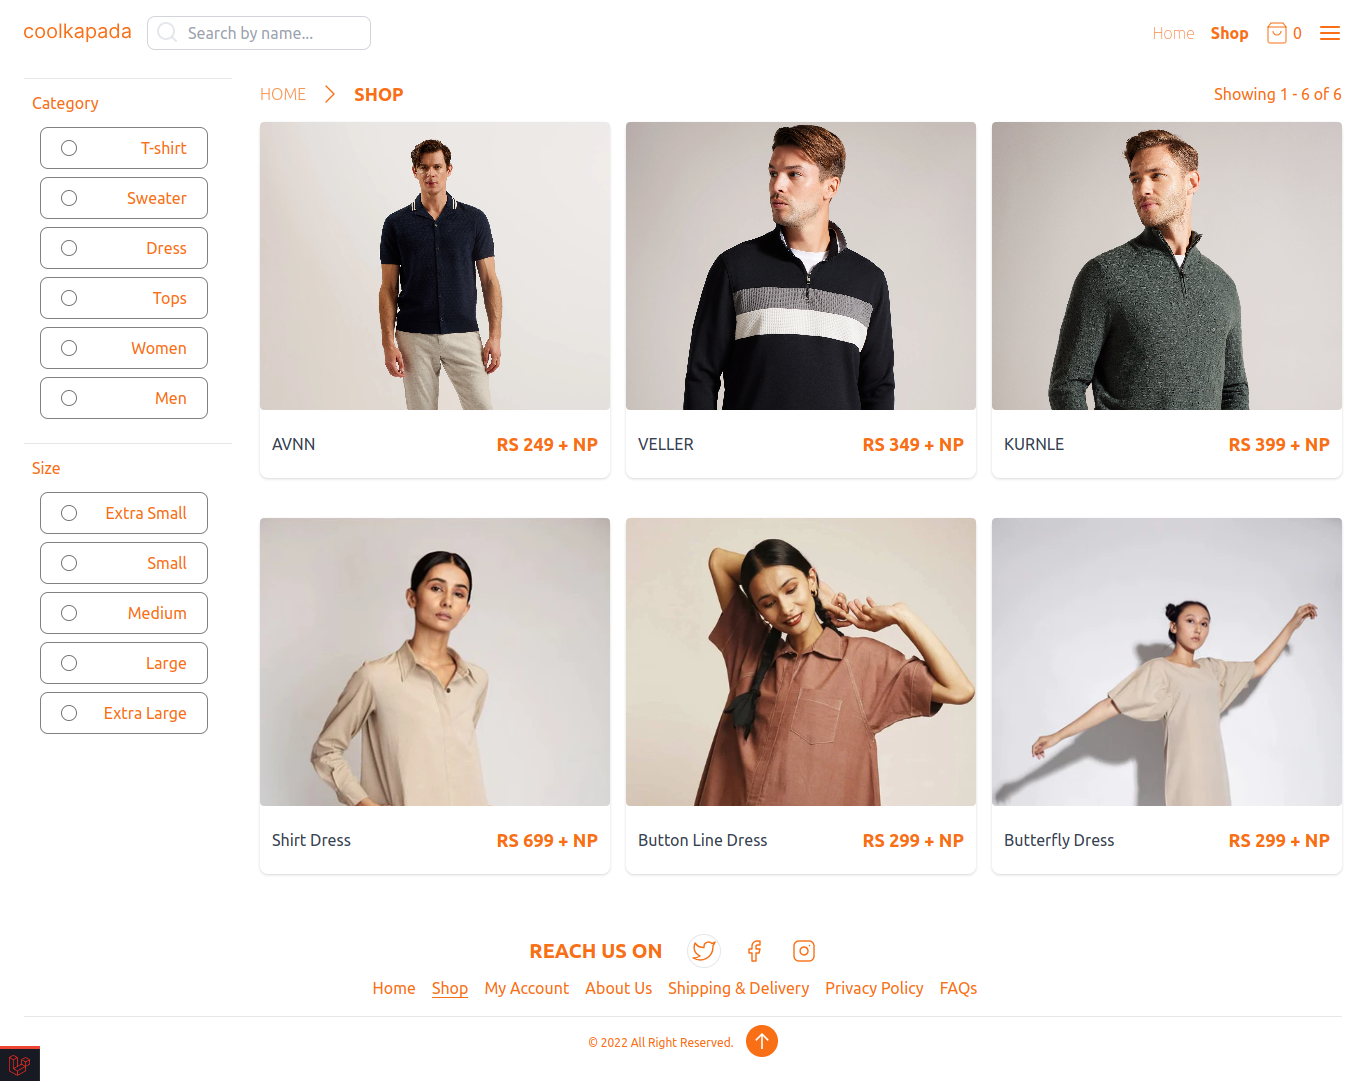 coolkapada
Search by name...
Home
Shop
0
Category
T-shirt
Sweater
Dress
Tops
Women
Men
Size
Extra Small
Small
Medium
Large
Extra Large
HOME
SHOP
Showing 1 - 6 of 6
AVNN
RS 249 + NP
VELLER
RS 349 + NP
KURNLE
RS 399 + NP
Shirt Dress
RS 699 + NP
Button Line Dress
RS 299 + NP
Butterfly Dress
RS 299 + NP
REACH US ON
Home
Shop
My Account
About Us
Shipping & Delivery
Privacy Policy
FAQs
© 2022 All Right Reserved.